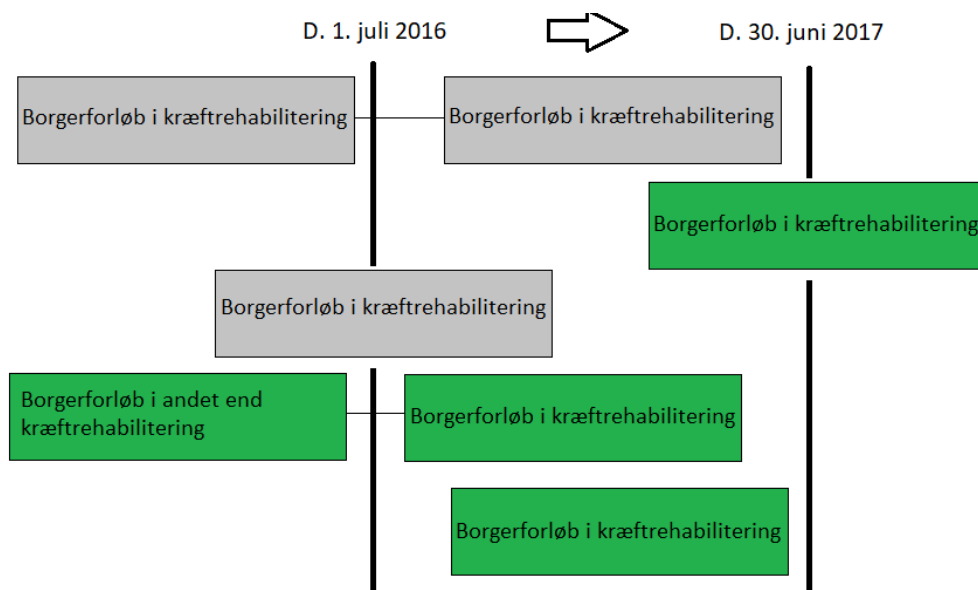 D. 1. juli 2016
D. 30. juni 2017
Borgerforløb i kræftrehabilitering
Borgerforløb i kræftrehabilitering
Borgerforløb i kræftrehabilitering
Borgerforløb i kræftrehabilitering
Borgerforløb i andet end
kræftrehabilitering
Borgerforløb i kræftrehabilitering
Borgerforløb i kræftrehabilitering